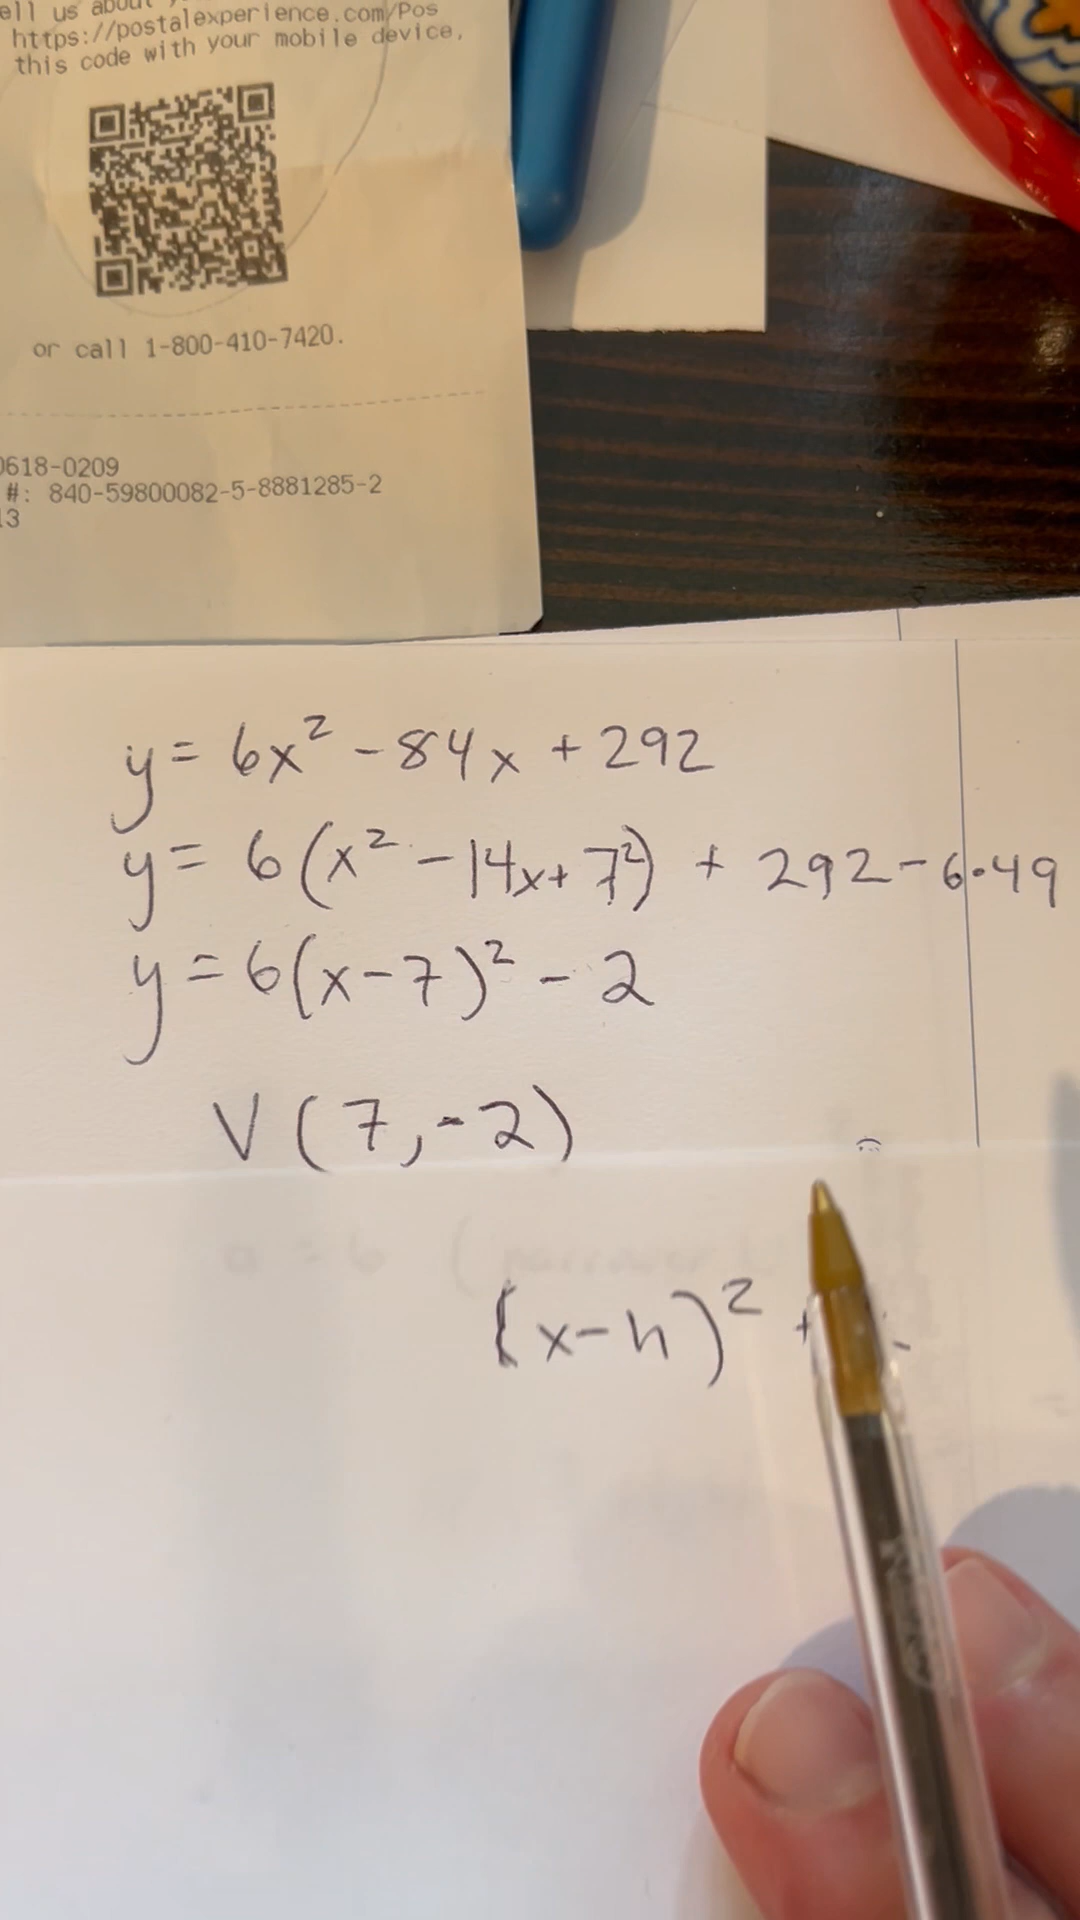 ell us about
https://postalexperience.com/Pos
this code with your mobile device,
or call 1-800-410-7420.
0618-0209
#: 840-59800082-5-8881285-2
13
y = 6x² - 84x + 292
y = 6(x² - 14x + 7²) + 292 - 6·49
y = 6(x-7)² - 2
V(7,-2)
(x-h)² +